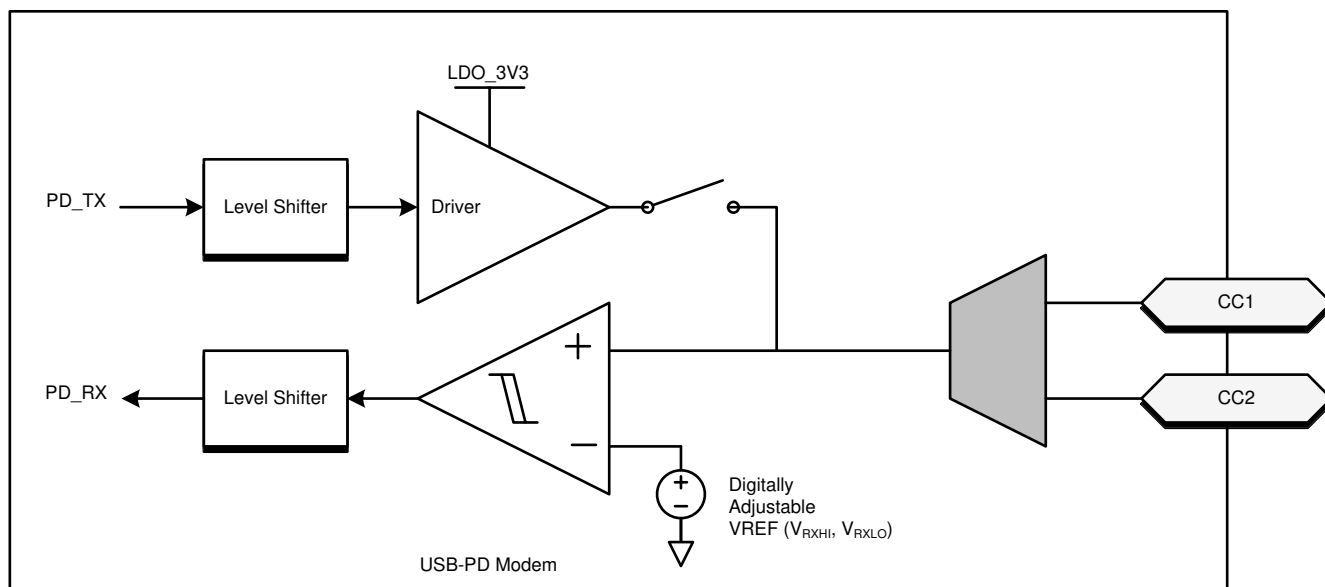 LDO_3V3
PD_TX
Level Shifter
Driver
CC1
PD_RX
Level Shifter
CC2
Digitally
Adjustable
VREF (VRXHI, VRXLO)
USB-PD Modem